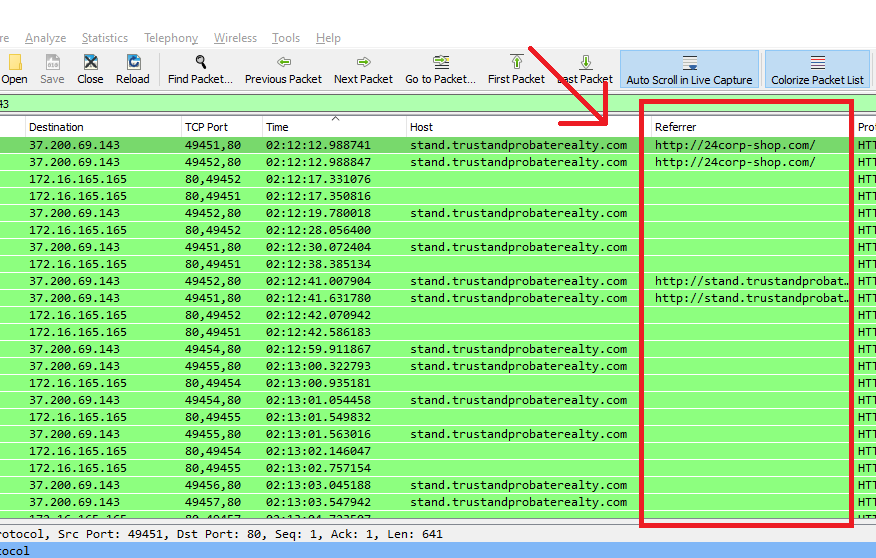 re Analyze Statistics Telephony Wireless Tools Help
Open Save Close Reload Find Packet... Previous Packet Next Packet Go to Packet... First Packet Last Packet Auto Scroll in Live Capture Colorize Packet List
43
Destination TCP Port Time Host Referrer Prot
37.200.69.143 49451,80 02:12:12.988741 stand.trustandprobaterealty.com http://24corp-shop.com/ HTT
37.200.69.143 49452,80 02:12:12.988847 stand.trustandprobaterealty.com http://24corp-shop.com/ HTT
172.16.165.165 80,49452 02:12:17.331076 HTT
172.16.165.165 80,49451 02:12:17.350816 HTT
37.200.69.143 49452,80 02:12:19.780018 stand.trustandprobaterealty.com HTT
172.16.165.165 80,49452 02:12:28.056400 HTT
37.200.69.143 49451,80 02:12:30.072404 stand.trustandprobaterealty.com HTT
172.16.165.165 80,49451 02:12:38.385134 HTT
37.200.69.143 49452,80 02:12:41.007904 stand.trustandprobaterealty.com http://stand.trustandprobat… HTT
37.200.69.143 49451,80 02:12:41.631780 stand.trustandprobaterealty.com http://stand.trustandprobat… HTT
172.16.165.165 80,49452 02:12:42.070942 HTT
172.16.165.165 80,49451 02:12:42.586183 HTT
37.200.69.143 49454,80 02:12:59.911867 stand.trustandprobaterealty.com HTT
37.200.69.143 49455,80 02:13:00.322793 stand.trustandprobaterealty.com HTT
172.16.165.165 80,49454 02:13:00.935181 HTT
37.200.69.143 49454,80 02:13:01.054458 stand.trustandprobaterealty.com HTT
172.16.165.165 80,49455 02:13:01.549832 HTT
37.200.69.143 49455,80 02:13:01.563016 stand.trustandprobaterealty.com HTT
172.16.165.165 80,49454 02:13:02.146047 HTT
172.16.165.165 80,49455 02:13:02.757154 HTT
37.200.69.143 49456,80 02:13:03.045188 stand.trustandprobaterealty.com HTT
37.200.69.143 49457,80 02:13:03.547942 stand.trustandprobaterealty.com HTT
rotocol, Src Port: 49451, Dst Port: 80, Seq: 1, Ack: 1, Len: 641
tocol